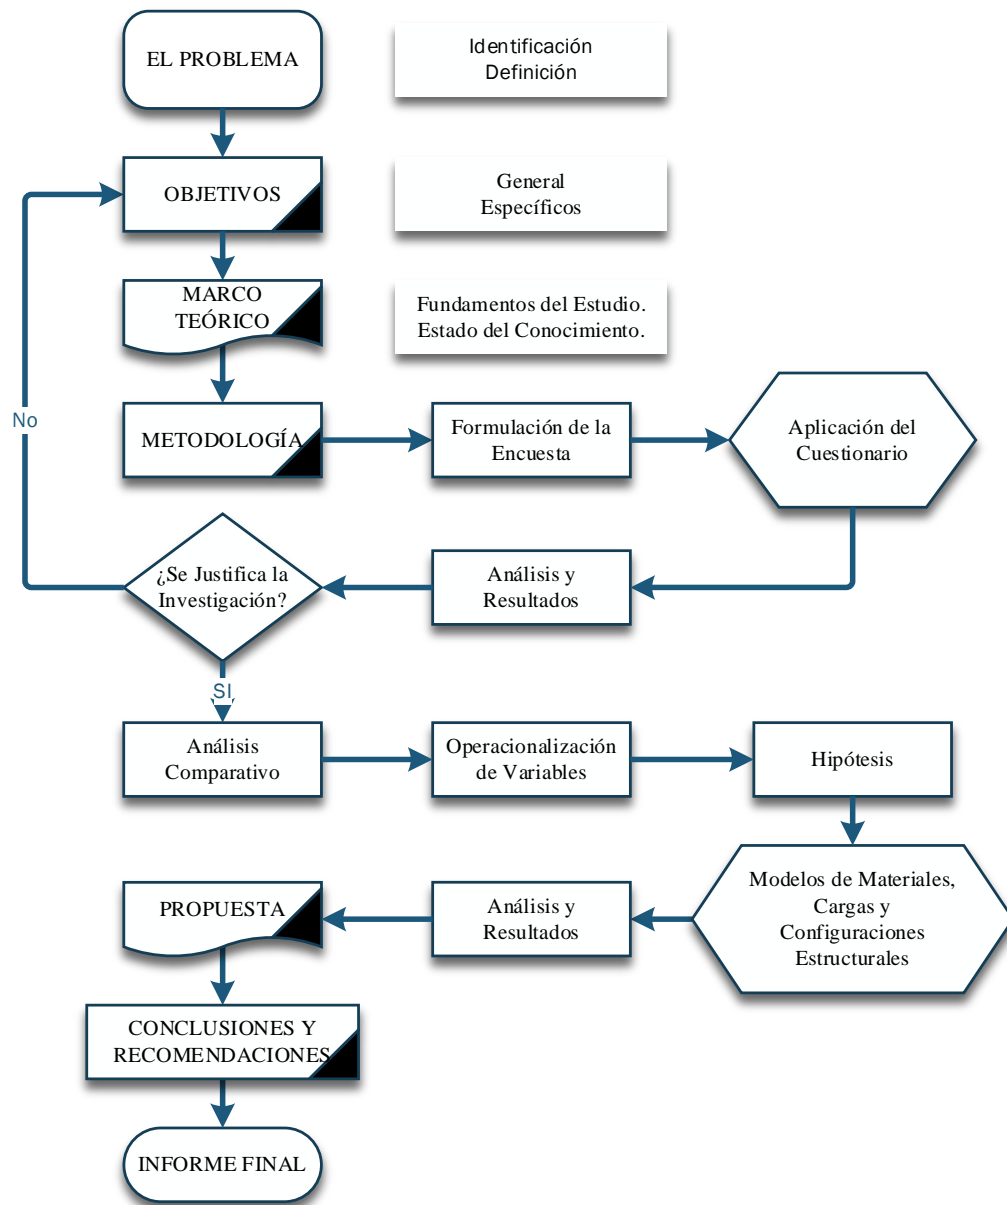 EL PROBLEMA
Identificación
Definición
OBJETIVOS
General
Específicos
MARCO
TEÓRICO
Fundamentos del Estudio.
Estado del Conocimiento.
No
METODOLOGÍA
Formulación de la
Encuesta
Aplicación del
Cuestionario
¿Se Justifica la
Investigación?
Análisis y
Resultados
SI
Análisis
Comparativo
Operacionalización
de Variables
Hipótesis
PROPUESTA
Análisis y
Resultados
Modelos de Materiales,
Cargas y
Configuraciones
Estructurales
CONCLUSIONES Y
RECOMENDACIONES
INFORME FINAL